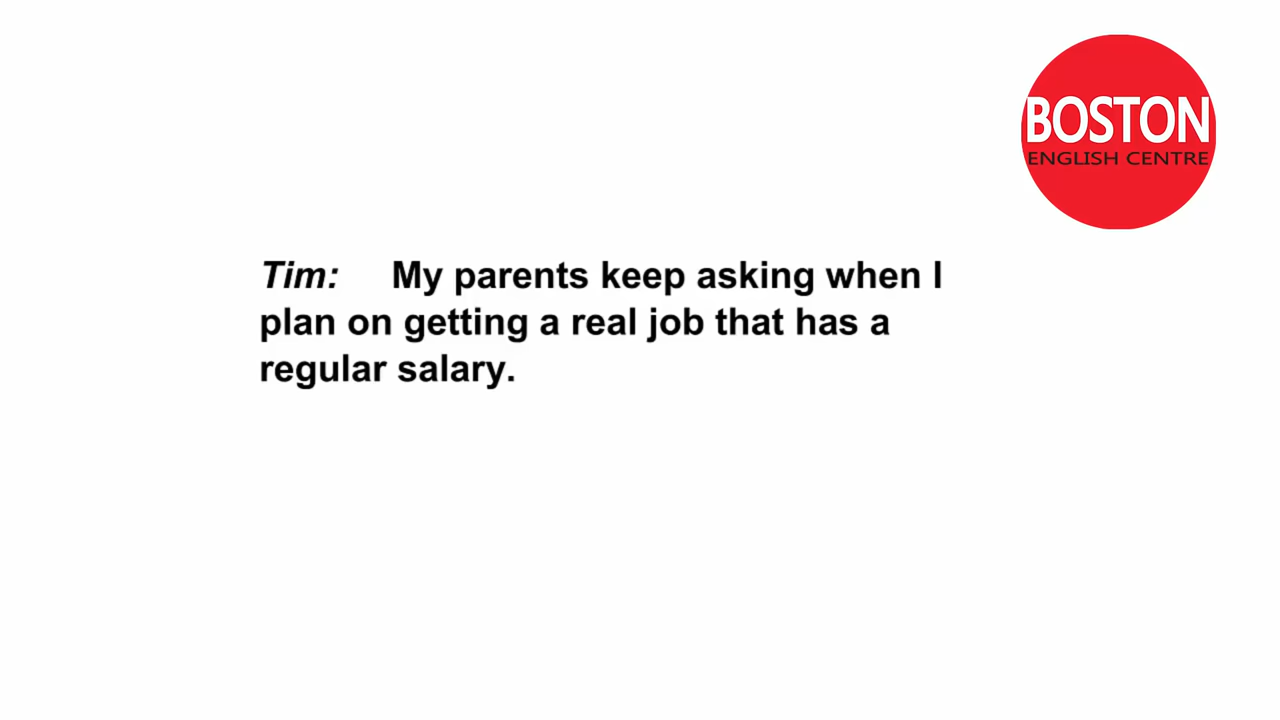 BOSTON
ENGLISH CENTRE
Tim: My parents keep asking when I
plan on getting a real job that has a
regular salary.